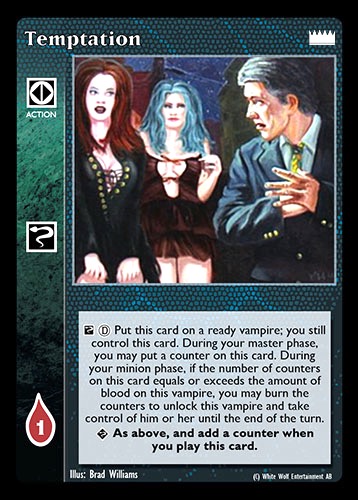 Temptation
ACTION
D Put this card on a ready vampire; you still
control this card. During your master phase,
you may put a counter on this card. During
your minion phase, if the number of counters
on this card equals or exceeds the amount of
blood on this vampire, you may burn the
counters to unlock this vampire and take
control of him or her until the end of the turn.
As above, and add a counter when
you play this card.
1
Illus: Brad Williams
(C) White Wolf Entertainment AB